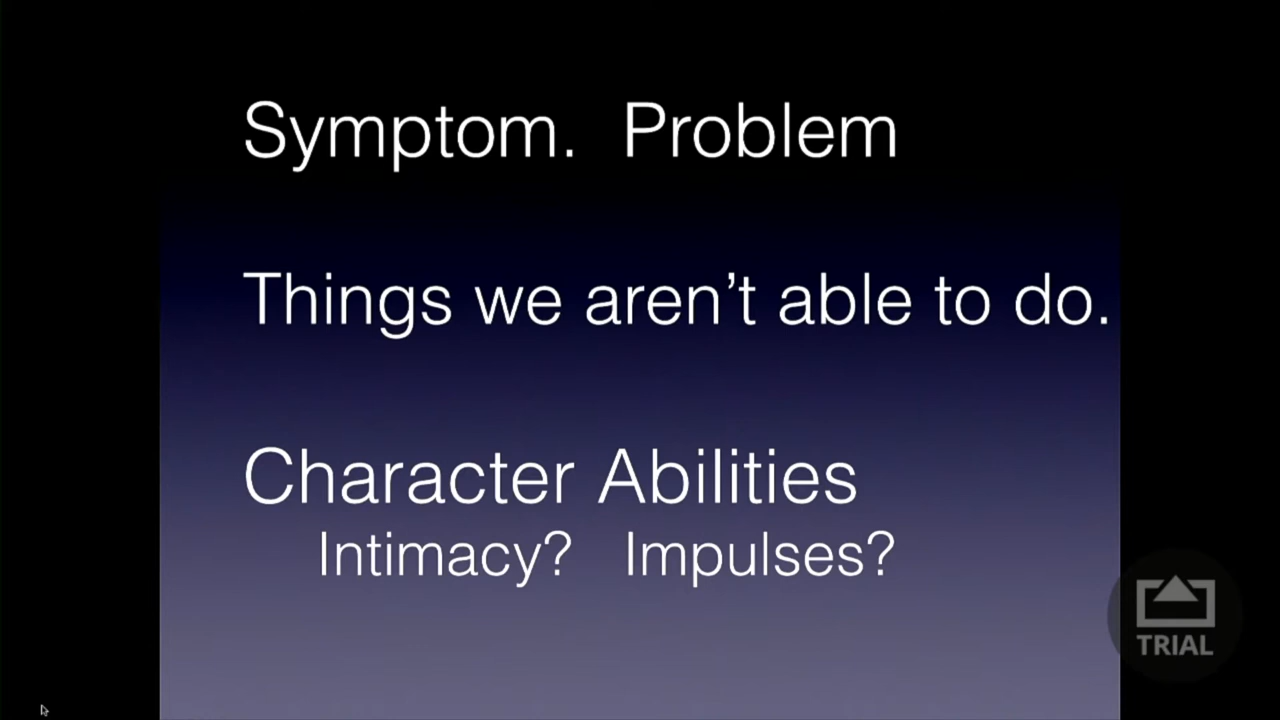 Symptom. Problem
Things we aren’t able to do.
Character Abilities
Intimacy? Impulses?
TRIAL